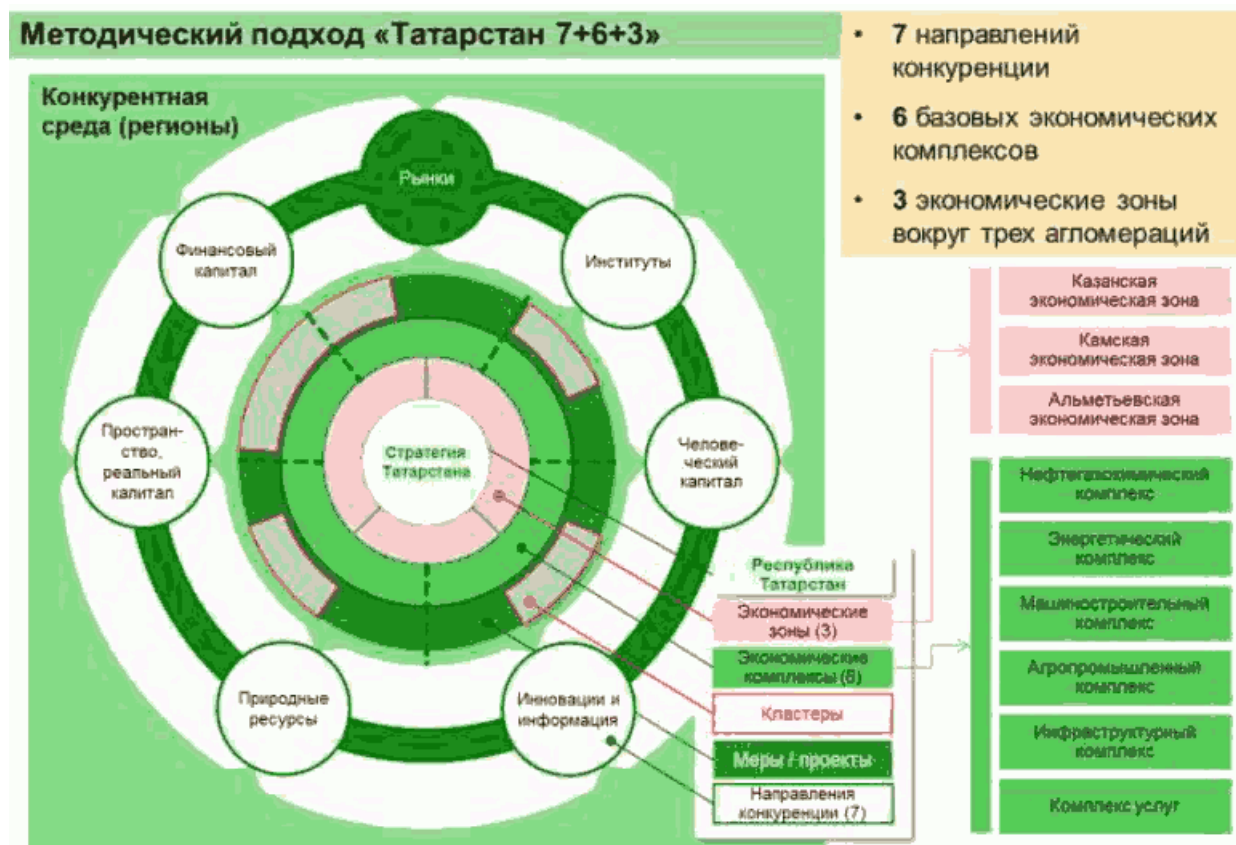 Методический подход «Татарстан 7+6+3»
• 7 направлений
конкуренции
• 6 базовых экономических
комплексов
• 3 экономические зоны
вокруг трех агломераций
Конкурентная
среда (регионы)
Рынки
Финансовый
капитал
Институты
Простран-
ство,
реальный
капитал
Стратегия
Татарстана
Челове-
ческий
капитал
Природные
ресурсы
Инновации и
информация
Республика
Татарстан
Экономические
зоны (3)
Экономические
комплексы (6)
Кластеры
Меры / проекты
Направления
конкуренции (7)
Казанская
экономическая зона
Камская
экономическая зона
Альметьевская
экономическая зона
Нефтегазохимический
комплекс
Энергетический
комплекс
Машиностроительный
комплекс
Агропромышленный
комплекс
Инфраструктурный
комплекс
Комплекс услуг